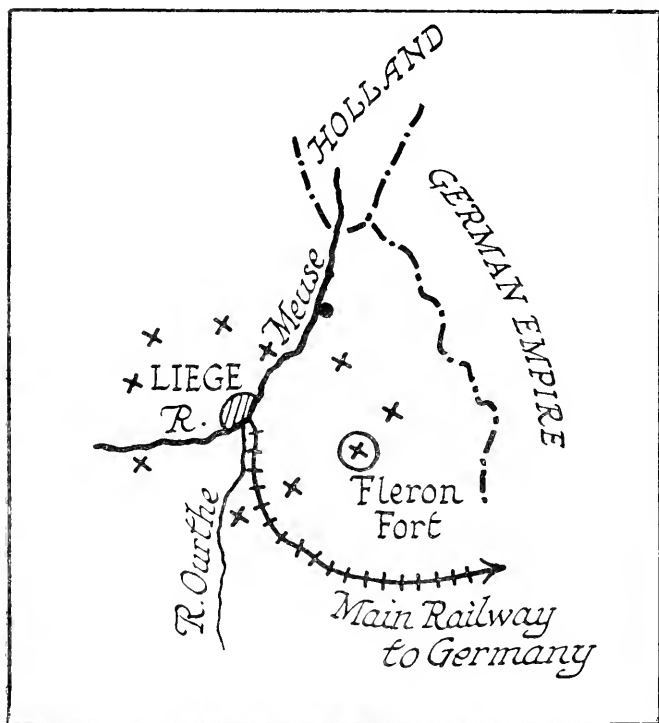 HOLLAND
GERMAN EMPIRE
Meuse
LIEGE
R.
Fleron
Fort
R. Ourthe
Main Railway
to Germany